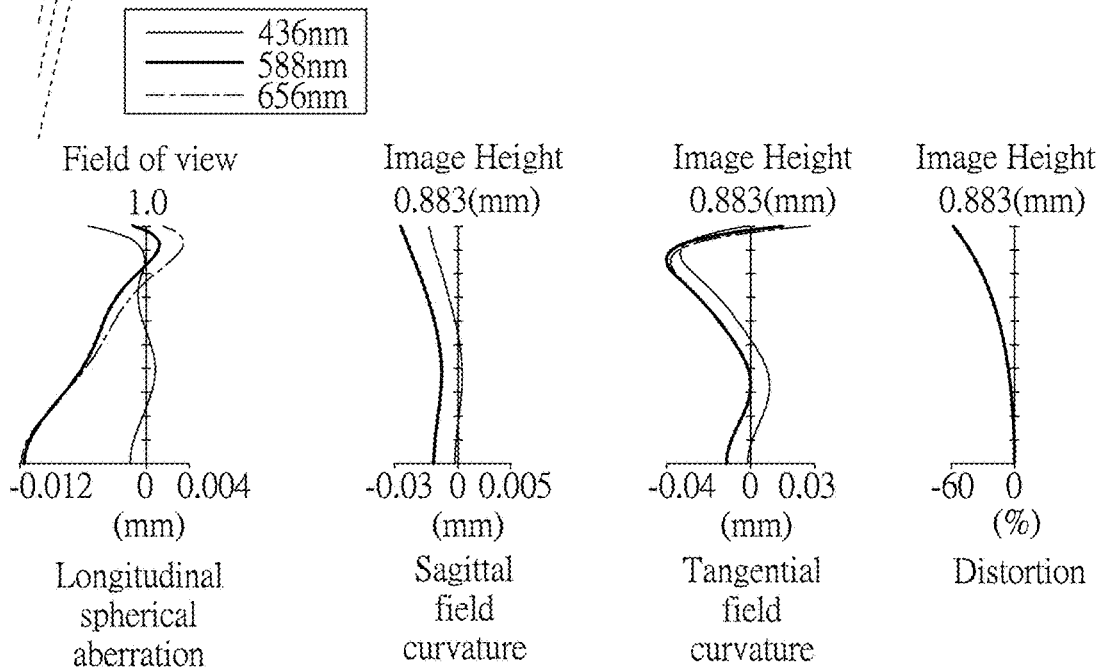 436nm
588nm
656nm
Field of view
1.0
-0.012 0 0.004
(mm)
Longitudinal
spherical
aberration
Image Height
0.883(mm)
-0.03 0 0.005
(mm)
Sagittal
field
curvature
Image Height
0.883(mm)
-0.04 0 0.03
(mm)
Tangential
field
curvature
Image Height
0.883(mm)
-60 0
(%)
Distortion